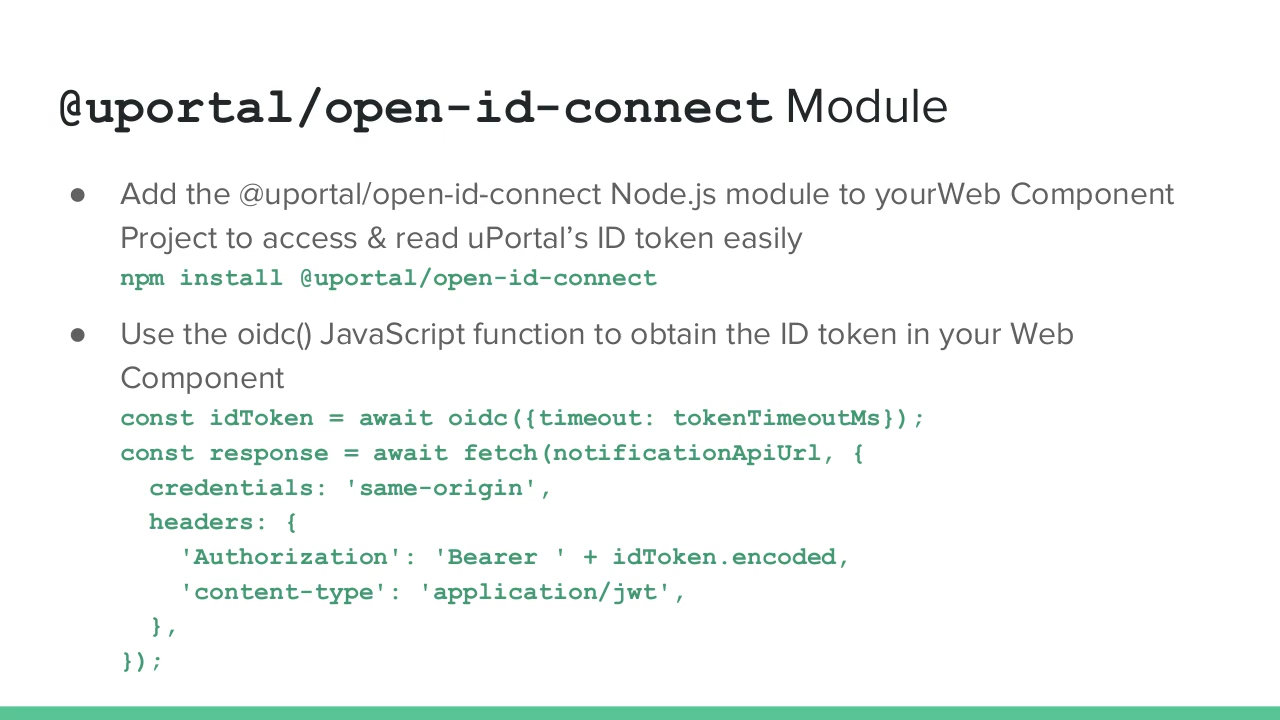 @uportal/open-id-connect Module
● Add the @uportal/open-id-connect Node.js module to yourWeb Component
Project to access & read uPortal’s ID token easily
npm install @uportal/open-id-connect
● Use the oidc() JavaScript function to obtain the ID token in your Web
Component
const idToken = await oidc({timeout: tokenTimeoutMs});
const response = await fetch(notificationApiUrl, {
  credentials: 'same-origin',
  headers: {
    'Authorization': 'Bearer ' + idToken.encoded,
    'content-type': 'application/jwt',
  },
});